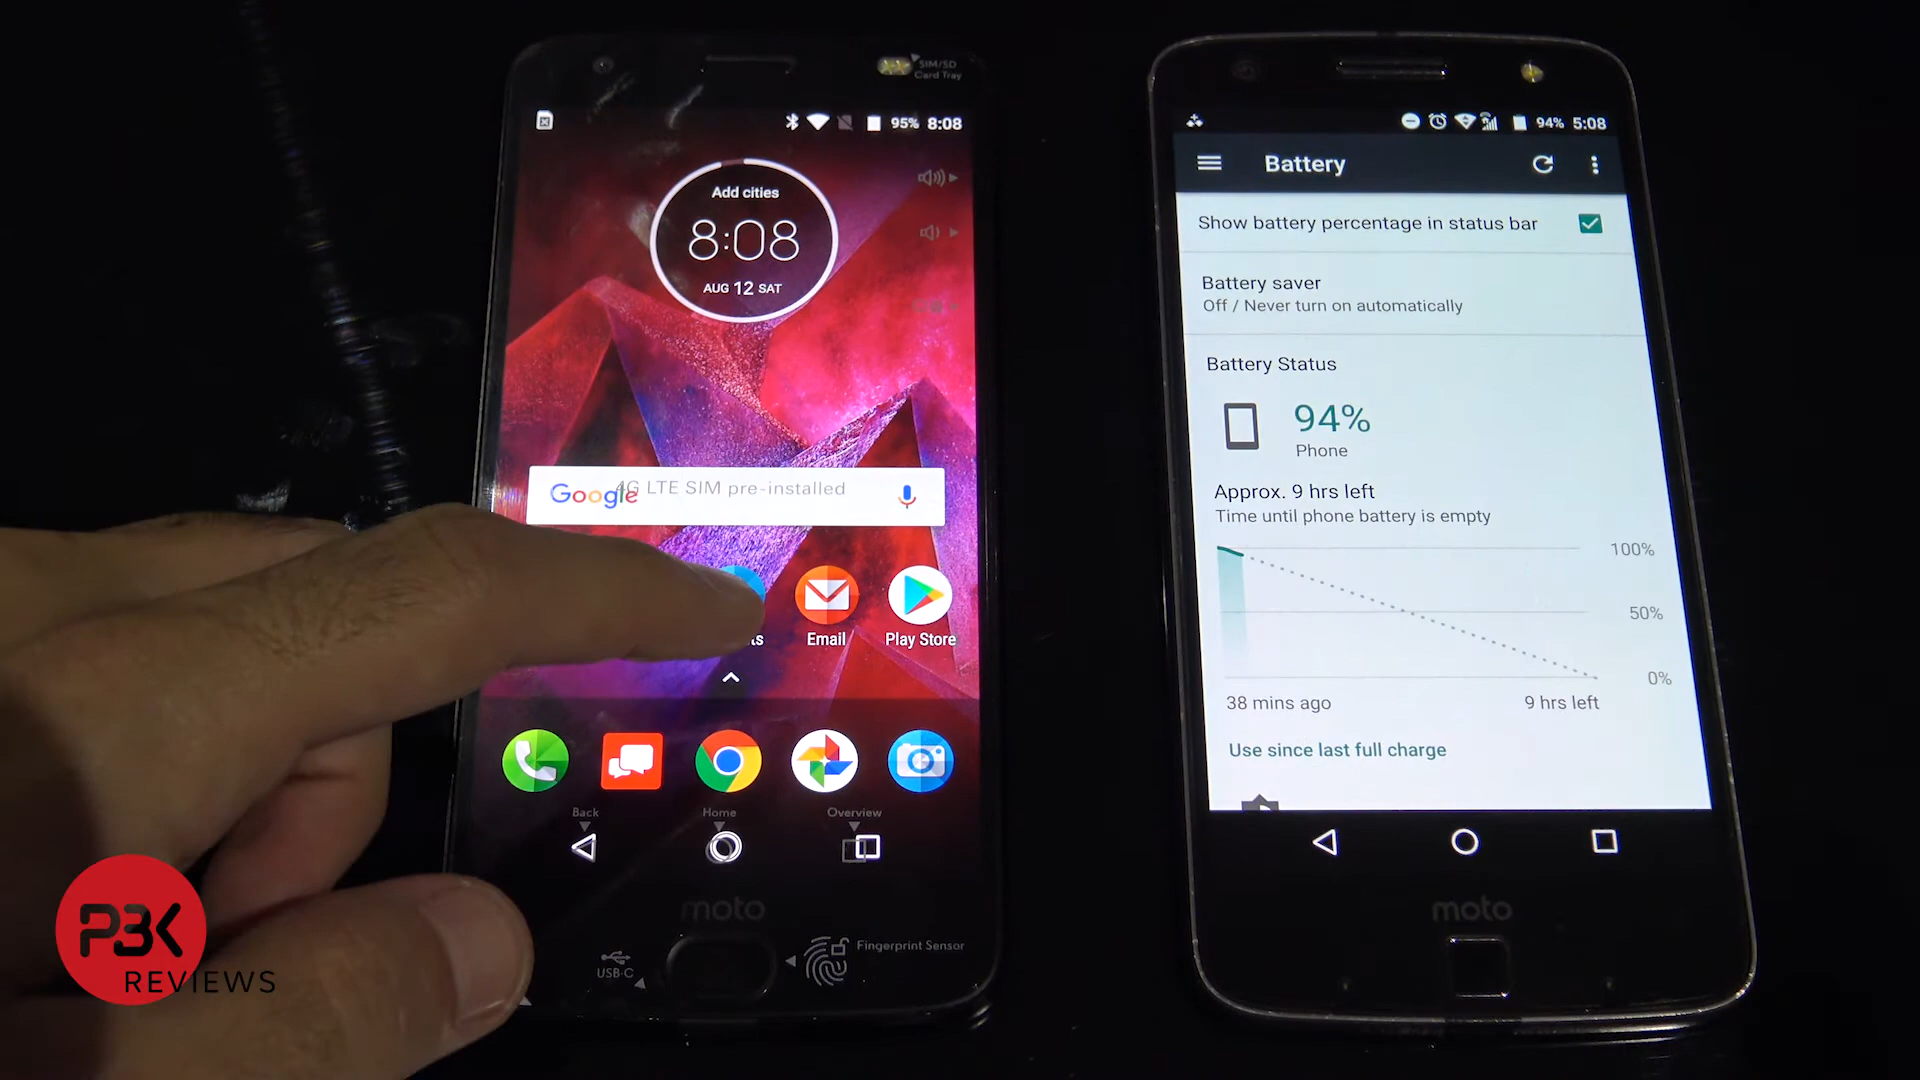 SIM/SD
Card Tray
95% 8:08
Add cities
8:08
AUG 12 SAT
Google
4G LTE SIM pre-installed
ts
Email
Play Store
Back
Home
Overview
moto
USB-C
Fingerprint Sensor
94% 5:08
Battery
Show battery percentage in status bar
Battery saver
Off / Never turn on automatically
Battery Status
94%
Phone
Approx. 9 hrs left
Time until phone battery is empty
100%
50%
0%
38 mins ago
9 hrs left
Use since last full charge
moto
PBK
REVIEWS